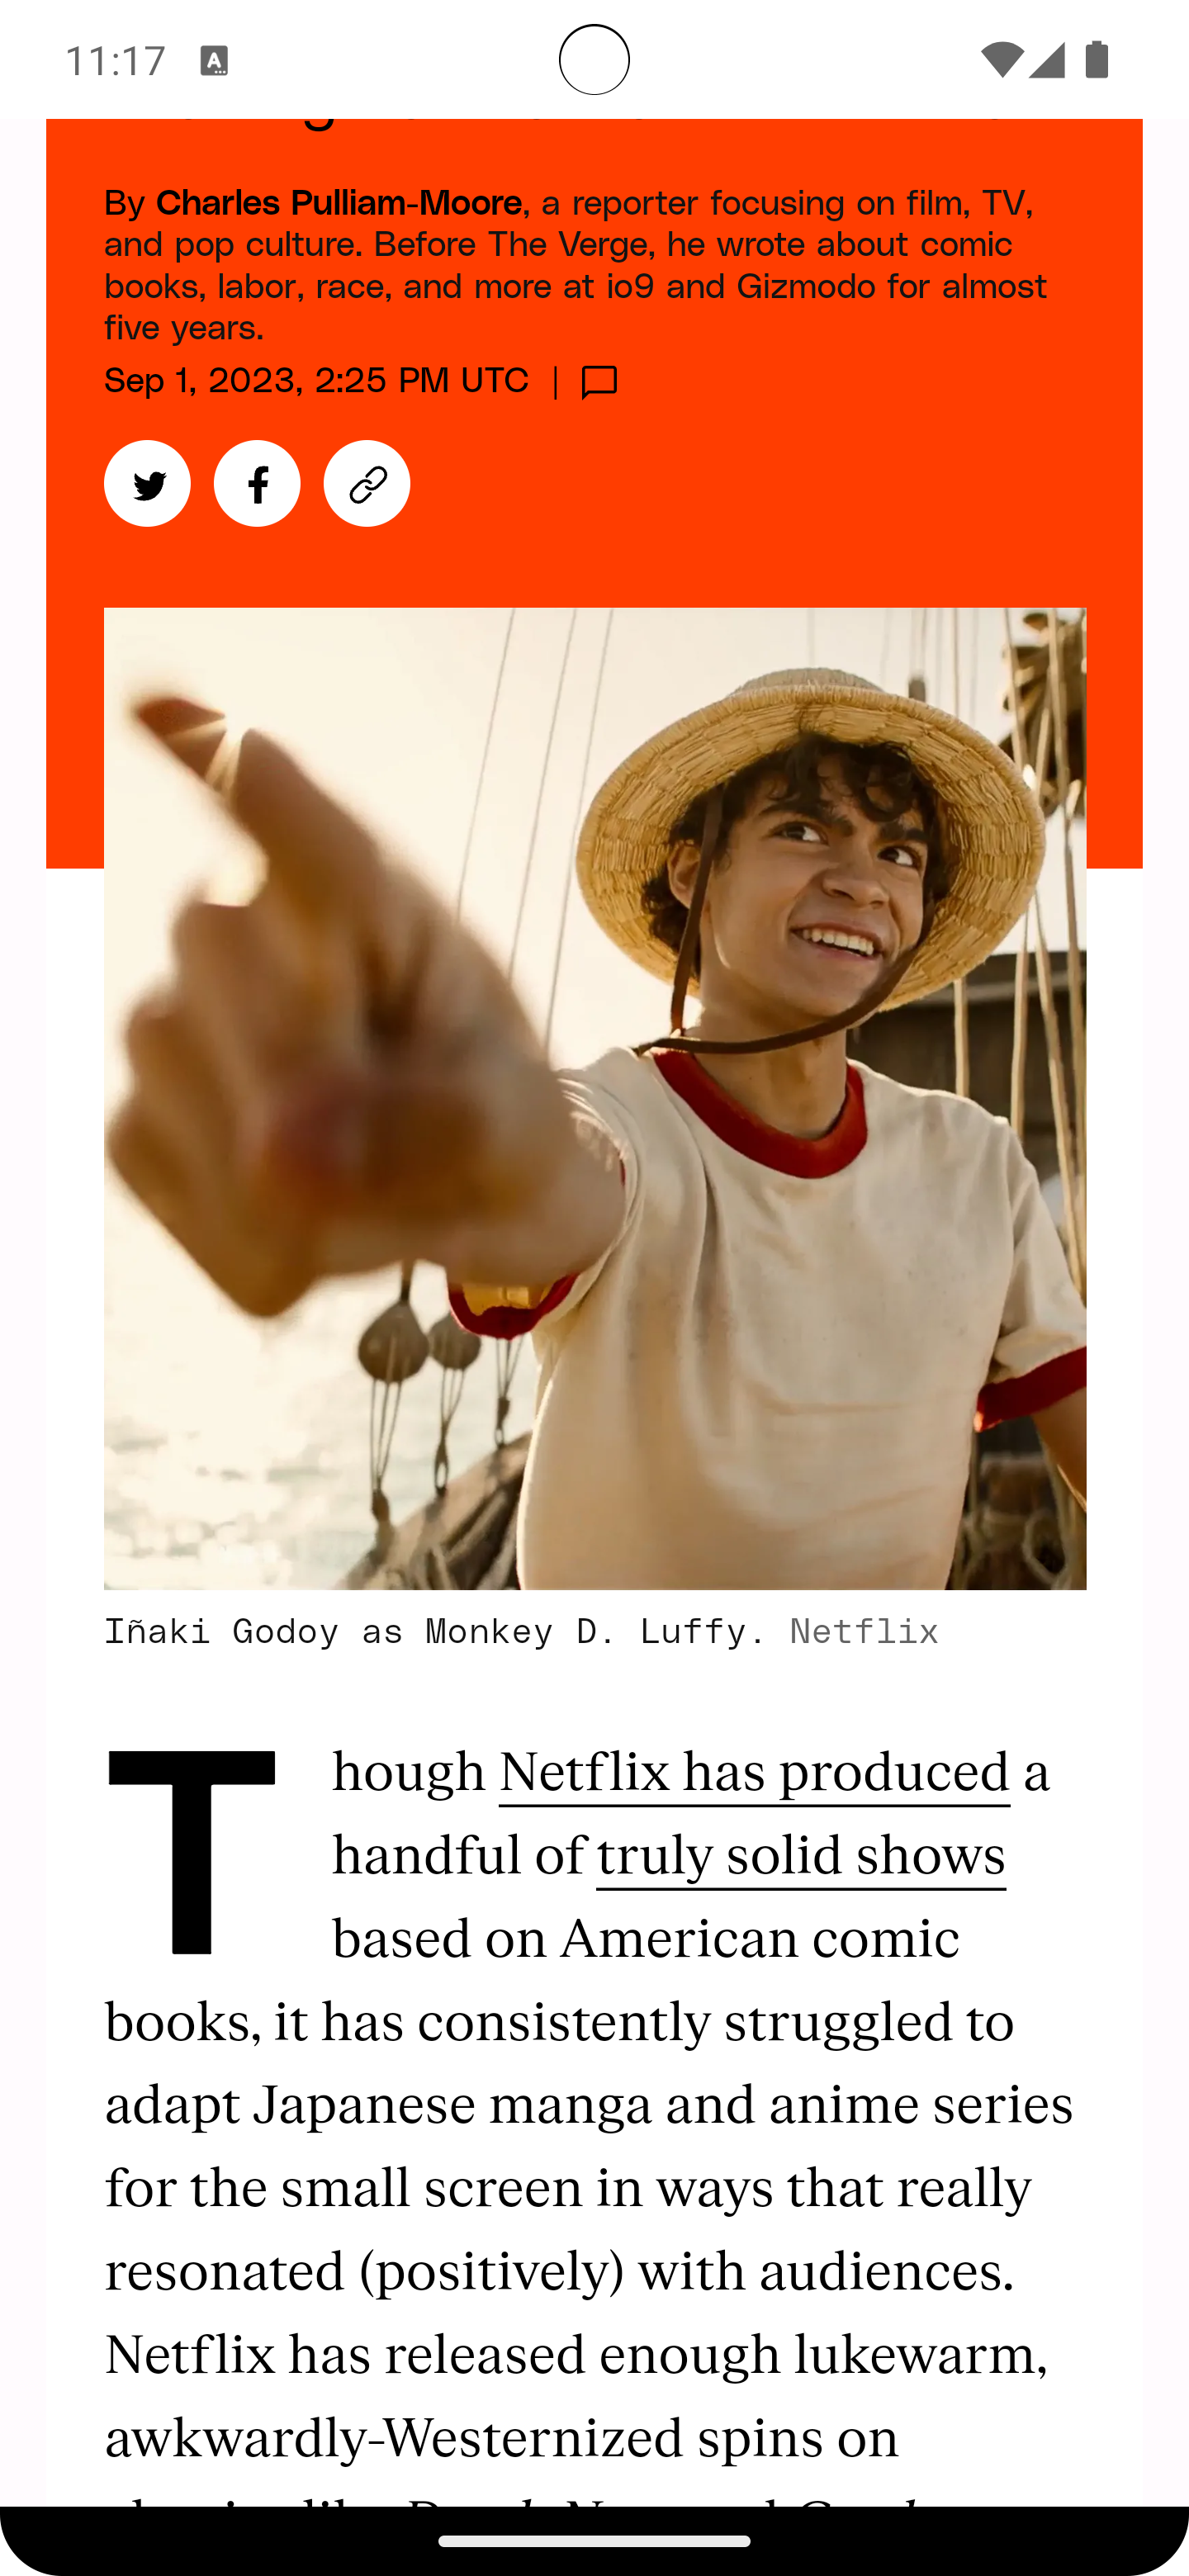 11:17
By Charles Pulliam-Moore, a reporter focusing on film, TV,
and pop culture. Before The Verge, he wrote about comic
books, labor, race, and more at io9 and Gizmodo for almost
five years.
Sep 1, 2023, 2:25 PM UTC |
Iñaki Godoy as Monkey D. Luffy. Netflix
Though Netflix has produced a
handful of truly solid shows
based on American comic
books, it has consistently struggled to
adapt Japanese manga and anime series
for the small screen in ways that really
resonated (positively) with audiences.
Netflix has released enough lukewarm,
awkwardly-Westernized spins on